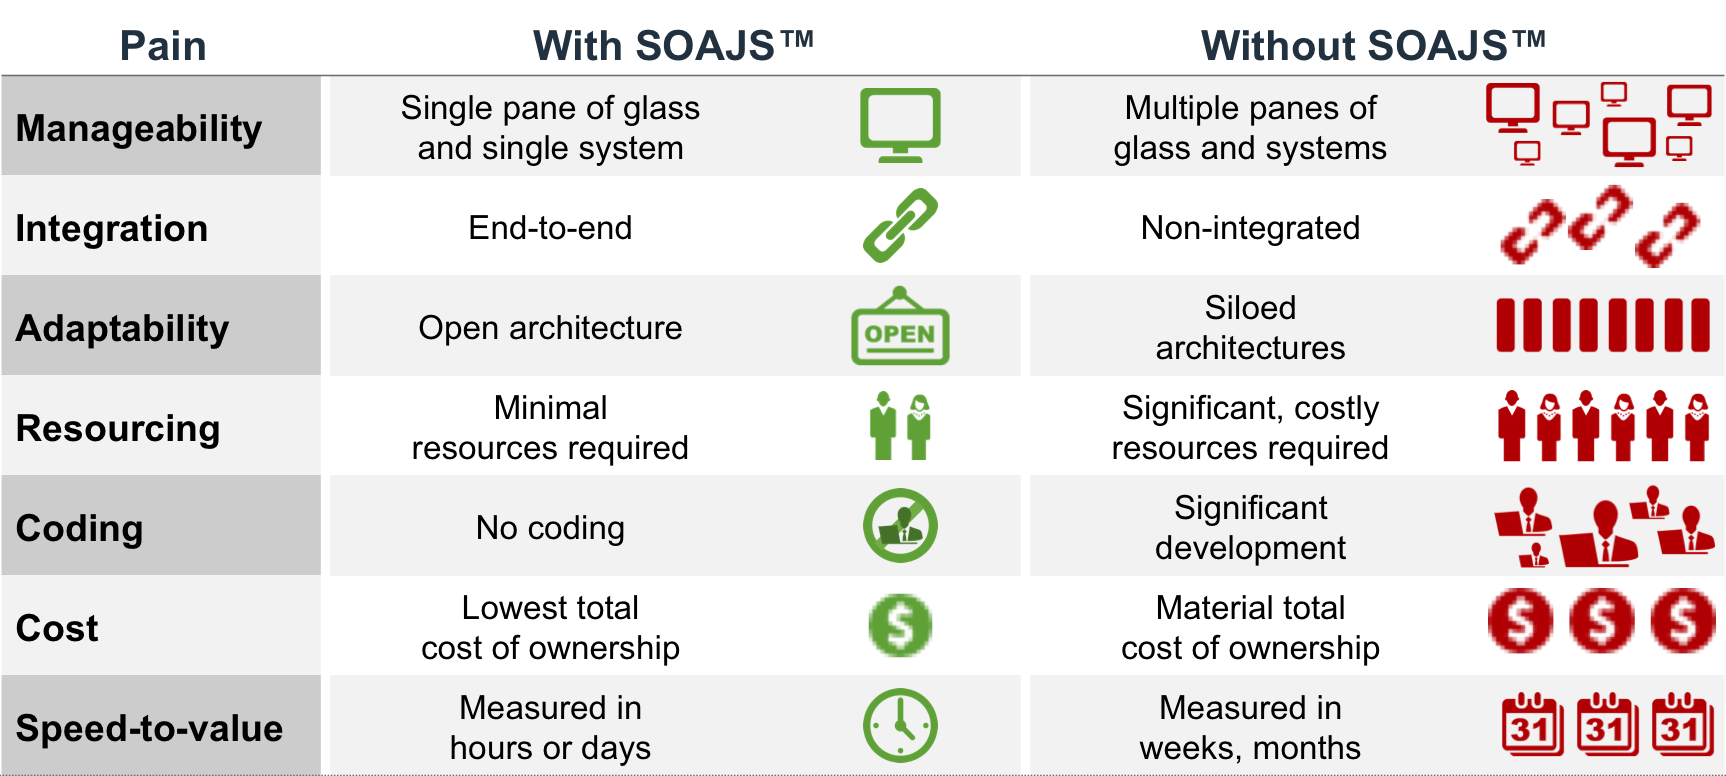 Pain With SOAJS™ Without SOAJS™
Manageability
Single pane of glass
and single system
Multiple panes of
glass and systems
Integration
End-to-end
Non-integrated
Adaptability
Open architecture
OPEN
Siloed
architectures
Resourcing
Minimal
resources required
Significant, costly
resources required
Coding
No coding
Significant
development
Cost
Lowest total
cost of ownership
$
Material total
cost of ownership
$ $ $
Speed-to-value
Measured in
hours or days
Measured in
weeks, months
31 31 31